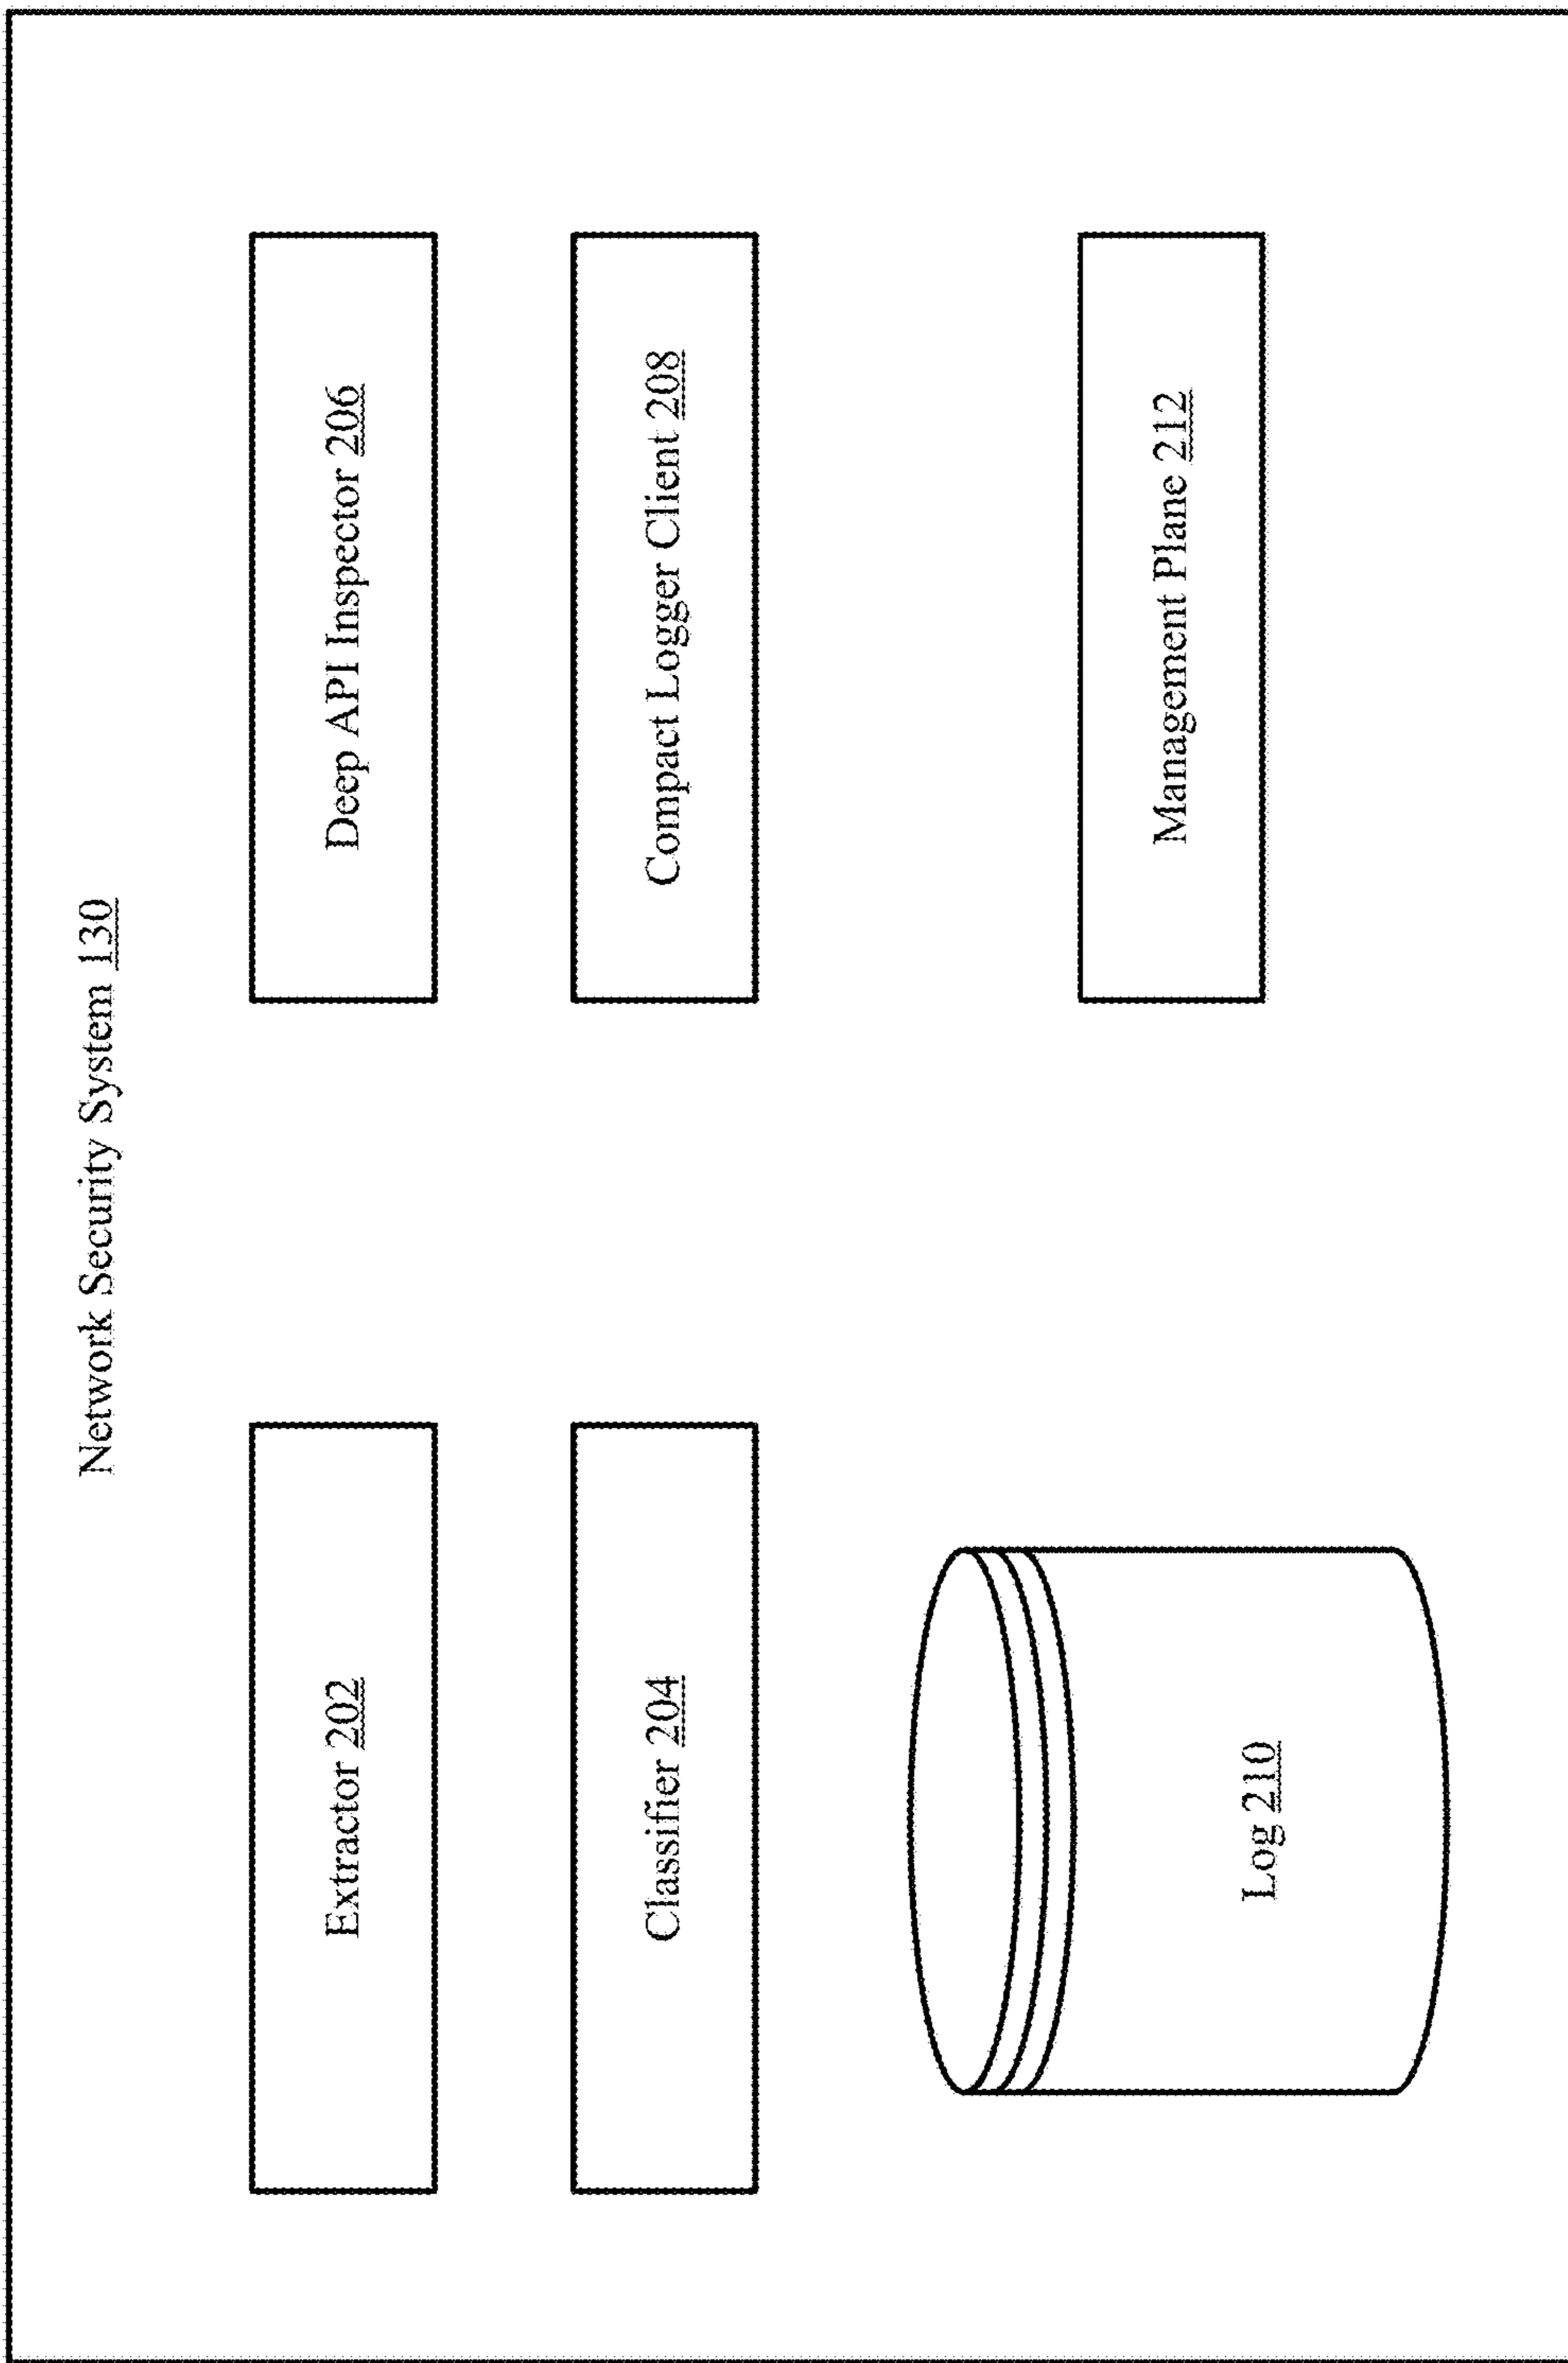 Network Security System 130
Extractor 202
Deep API Inspector 206
Classifier 204
Compact Logger Client 208
Log 210
Management Plane 212